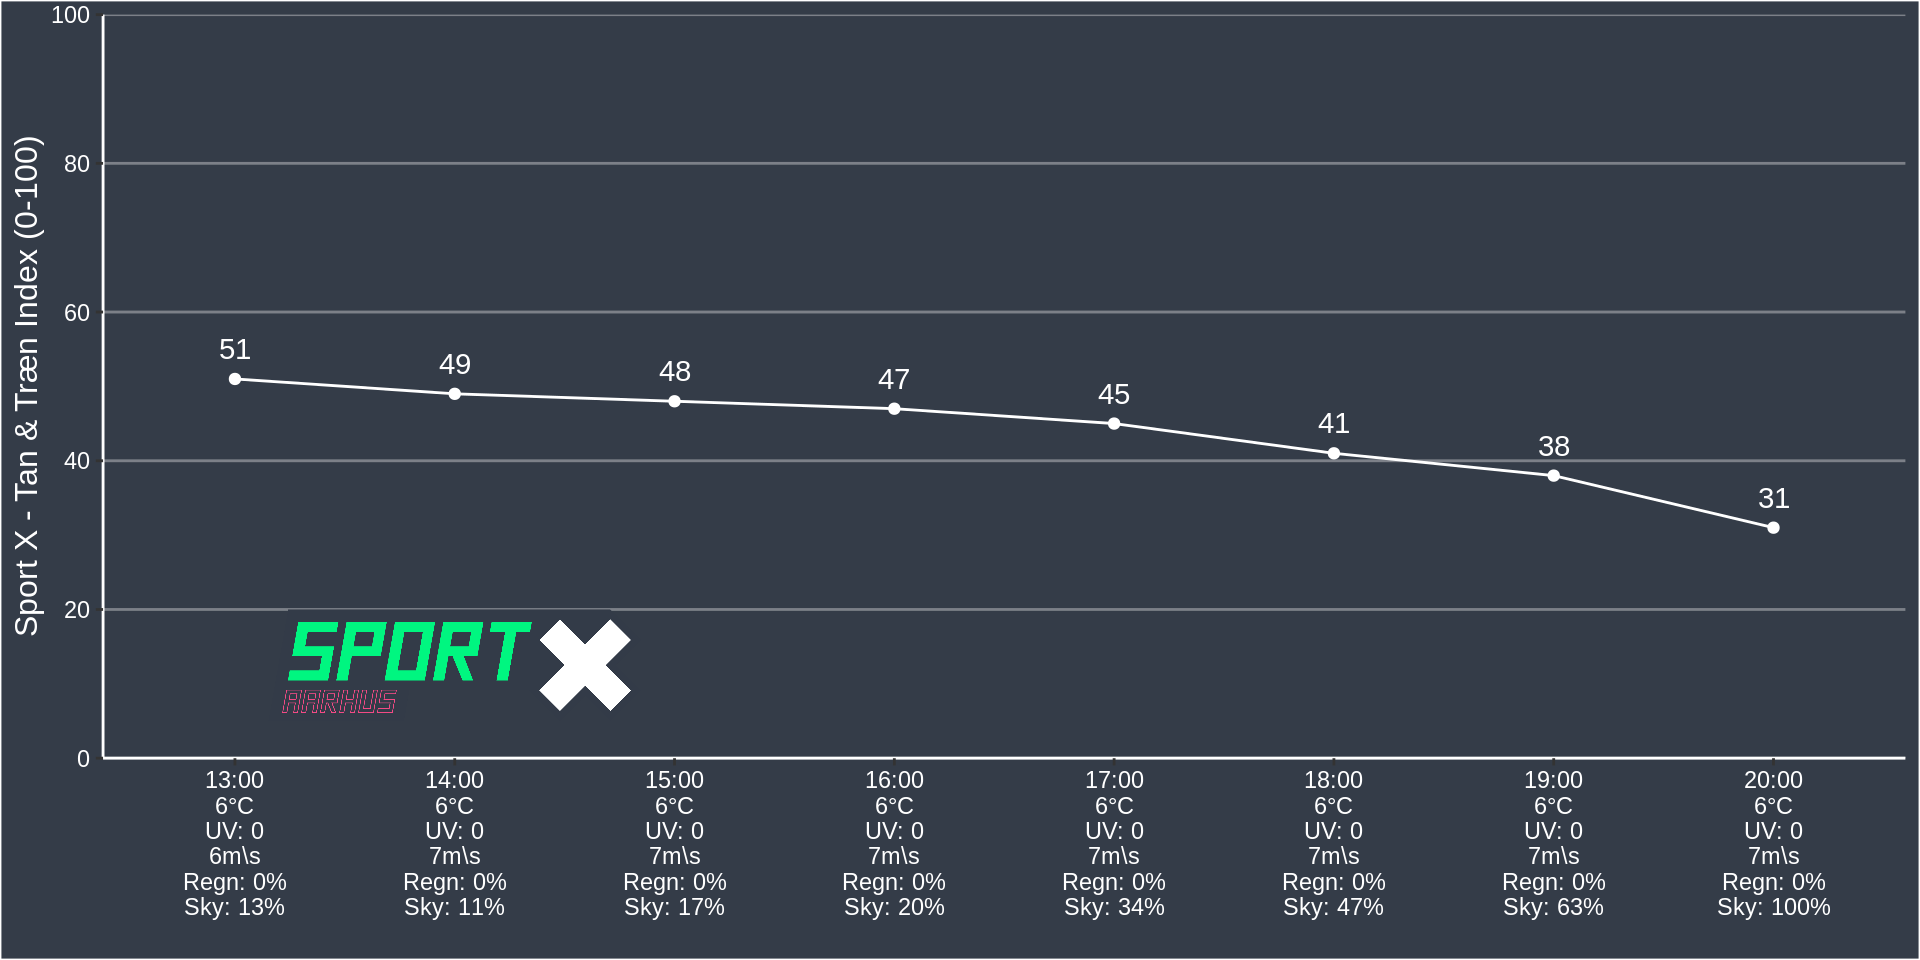 Sport X - Tan & Træn Index (0-100)
100
80
60
40
20
0
51
49
48
47
45
41
38
31
SPORT X
AARHUS
13:00 14:00 15:00 16:00 17:00 18:00 19:00 20:00
6°C 6°C 6°C 6°C 6°C 6°C 6°C 6°C
UV: 0 UV: 0 UV: 0 UV: 0 UV: 0 UV: 0 UV: 0 UV: 0
6m\s 7m\s 7m\s 7m\s 7m\s 7m\s 7m\s 7m\s
Regn: 0% Regn: 0% Regn: 0% Regn: 0% Regn: 0% Regn: 0% Regn: 0% Regn: 0%
Sky: 13% Sky: 11% Sky: 17% Sky: 20% Sky: 34% Sky: 47% Sky: 63% Sky: 100%